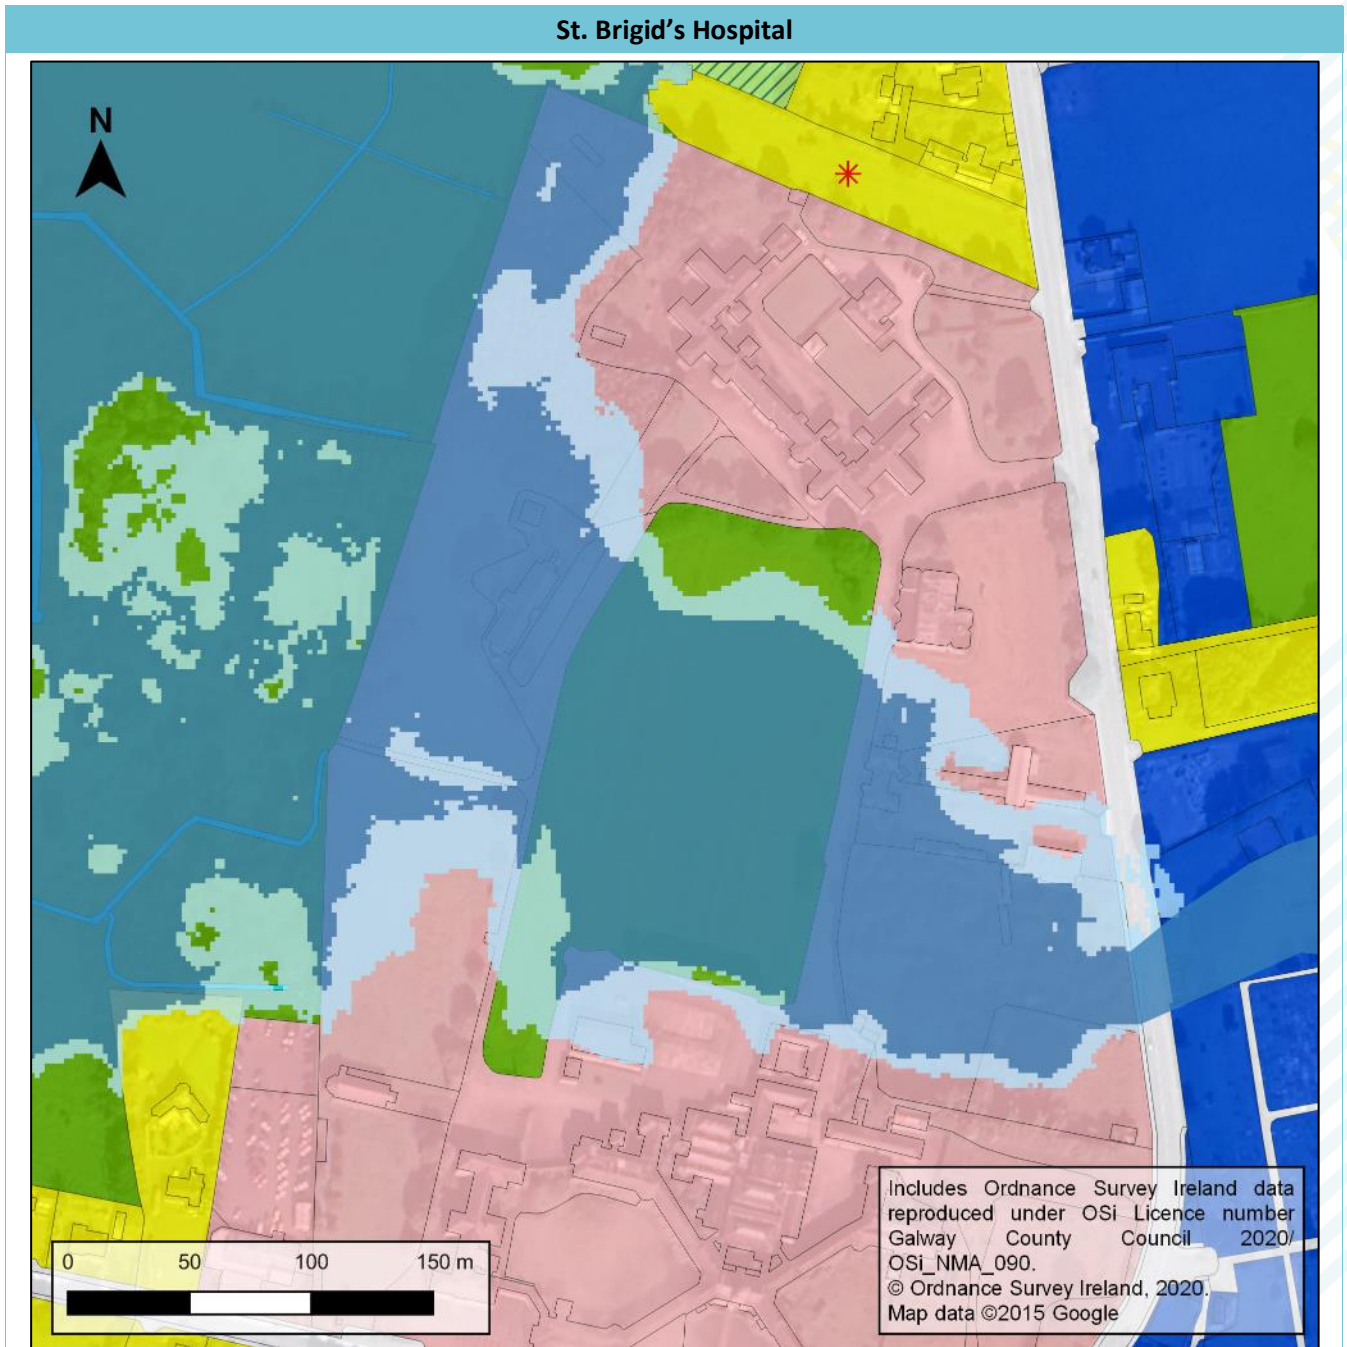 St. Brigid’s Hospital
N
Includes Ordnance Survey Ireland data
reproduced under OSi Licence number
Galway County Council 2020/
OSi_NMA_090.
© Ordnance Survey Ireland, 2020.
Map data ©2015 Google
0 50 100 150 m